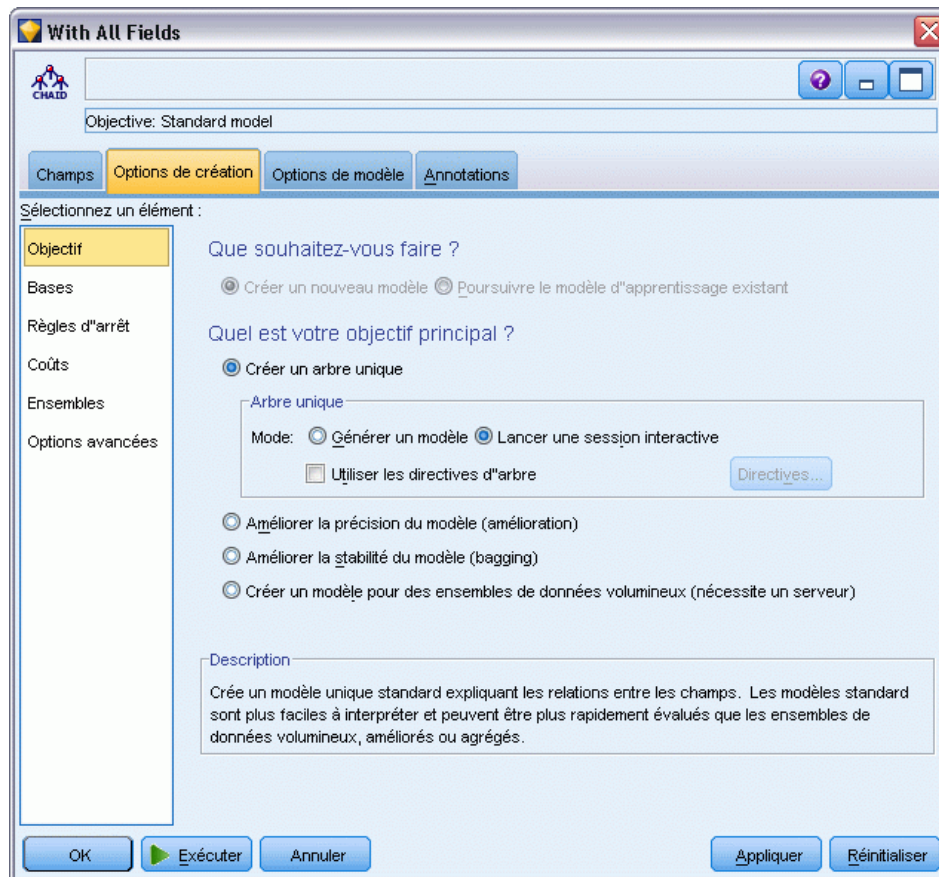 With All Fields
CHAID
?
Objective: Standard model
Champs Options de création Options de modèle Annotations
Sélectionnez un élément :
Objectif
Bases
Règles d"arrêt
Coûts
Ensembles
Options avancées
Que souhaitez-vous faire ?
Créer un nouveau modèle Poursuivre le modèle d"apprentissage existant
Quel est votre objectif principal ?
Créer un arbre unique
Arbre unique
Mode: Générer un modèle Lancer une session interactive
Utiliser les directives d"arbre Directives...
Améliorer la précision du modèle (amélioration)
Améliorer la stabilité du modèle (bagging)
Créer un modèle pour des ensembles de données volumineux (nécessite un serveur)
Description
Crée un modèle unique standard expliquant les relations entre les champs. Les modèles standard
sont plus faciles à interpréter et peuvent être plus rapidement évalués que les ensembles de
données volumineux, améliorés ou agrégés.
OK Exécuter Annuler Appliquer Réinitialiser